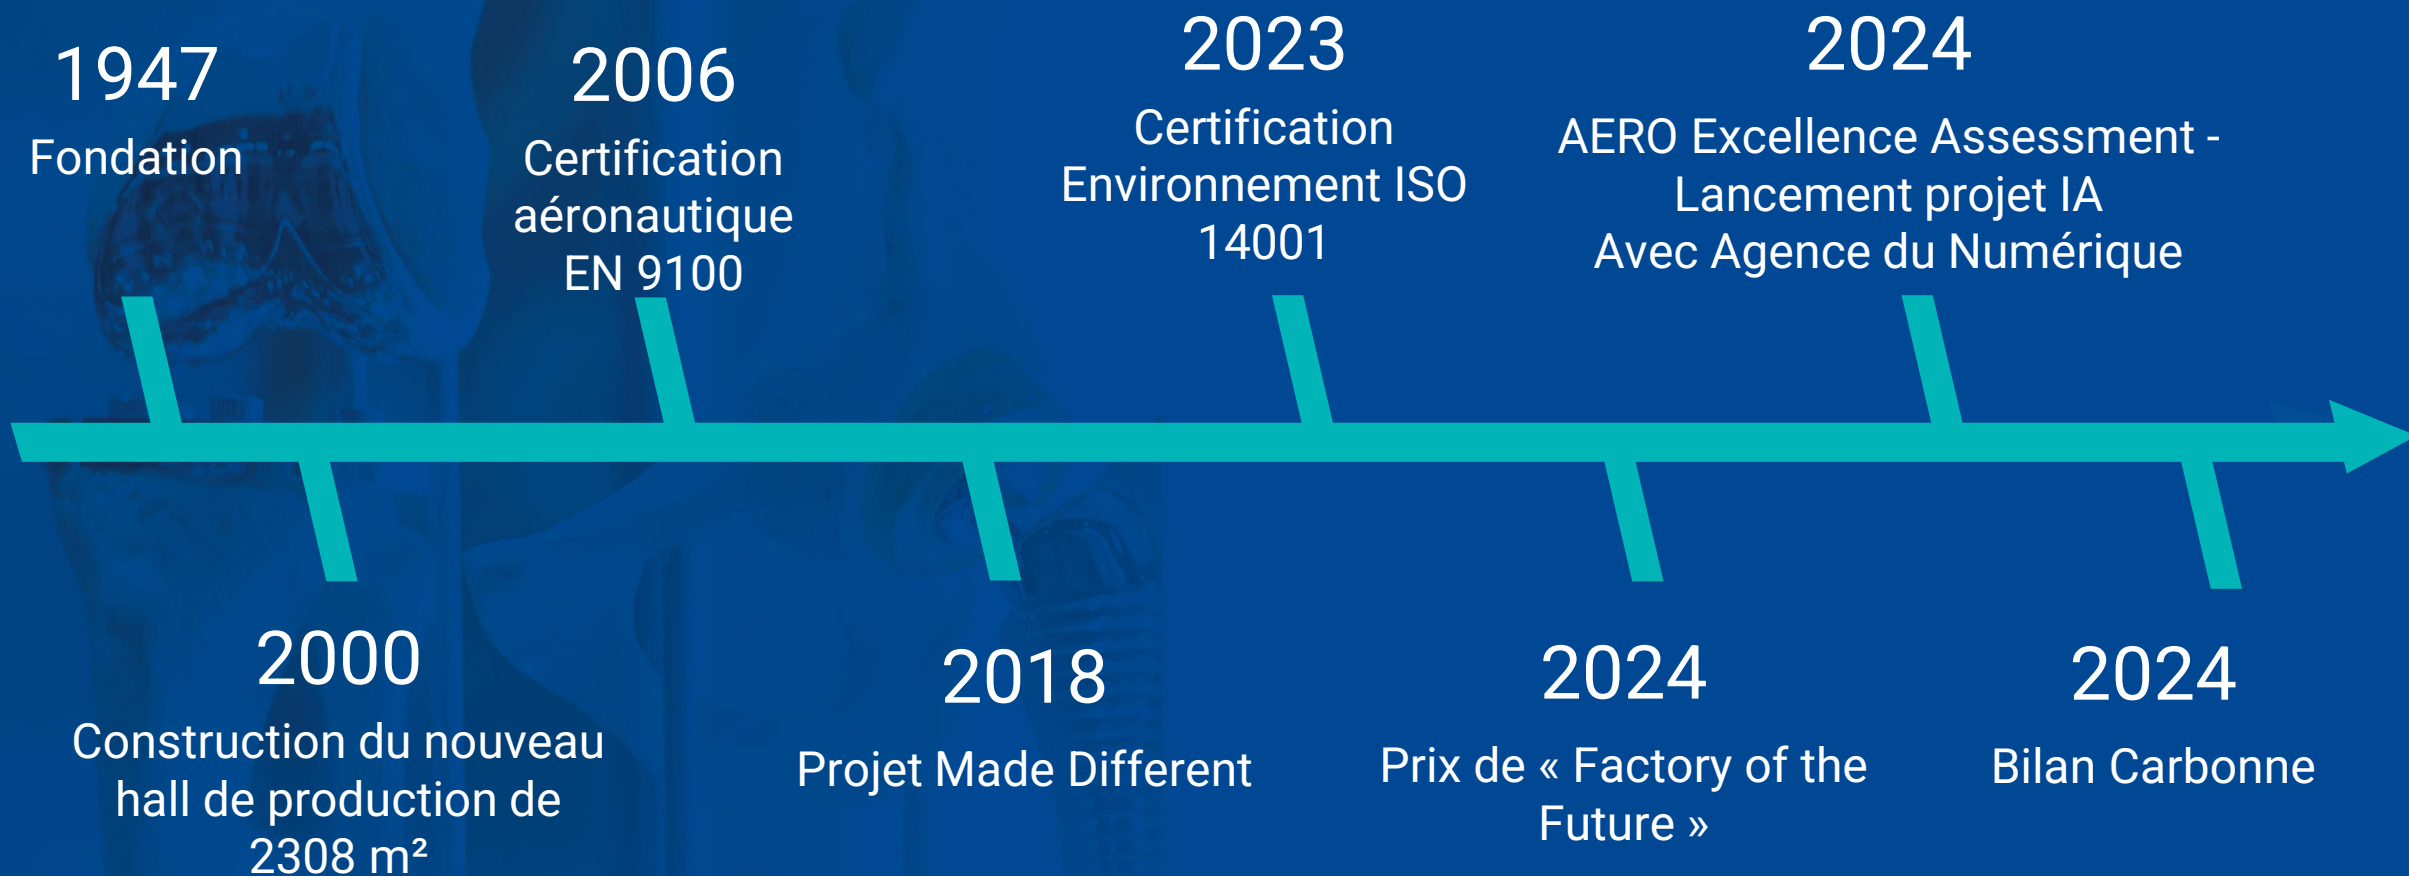 1947
Fondation
2006
Certification
aéronautique
EN 9100
2023
Certification
Environnement ISO
14001
2024
AERO Excellence Assessment -
Lancement projet IA
Avec Agence du Numérique
2000
Construction du nouveau
hall de production de
2308 m²
2018
Projet Made Different
2024
Prix de « Factory of the
Future »
2024
Bilan Carbonne